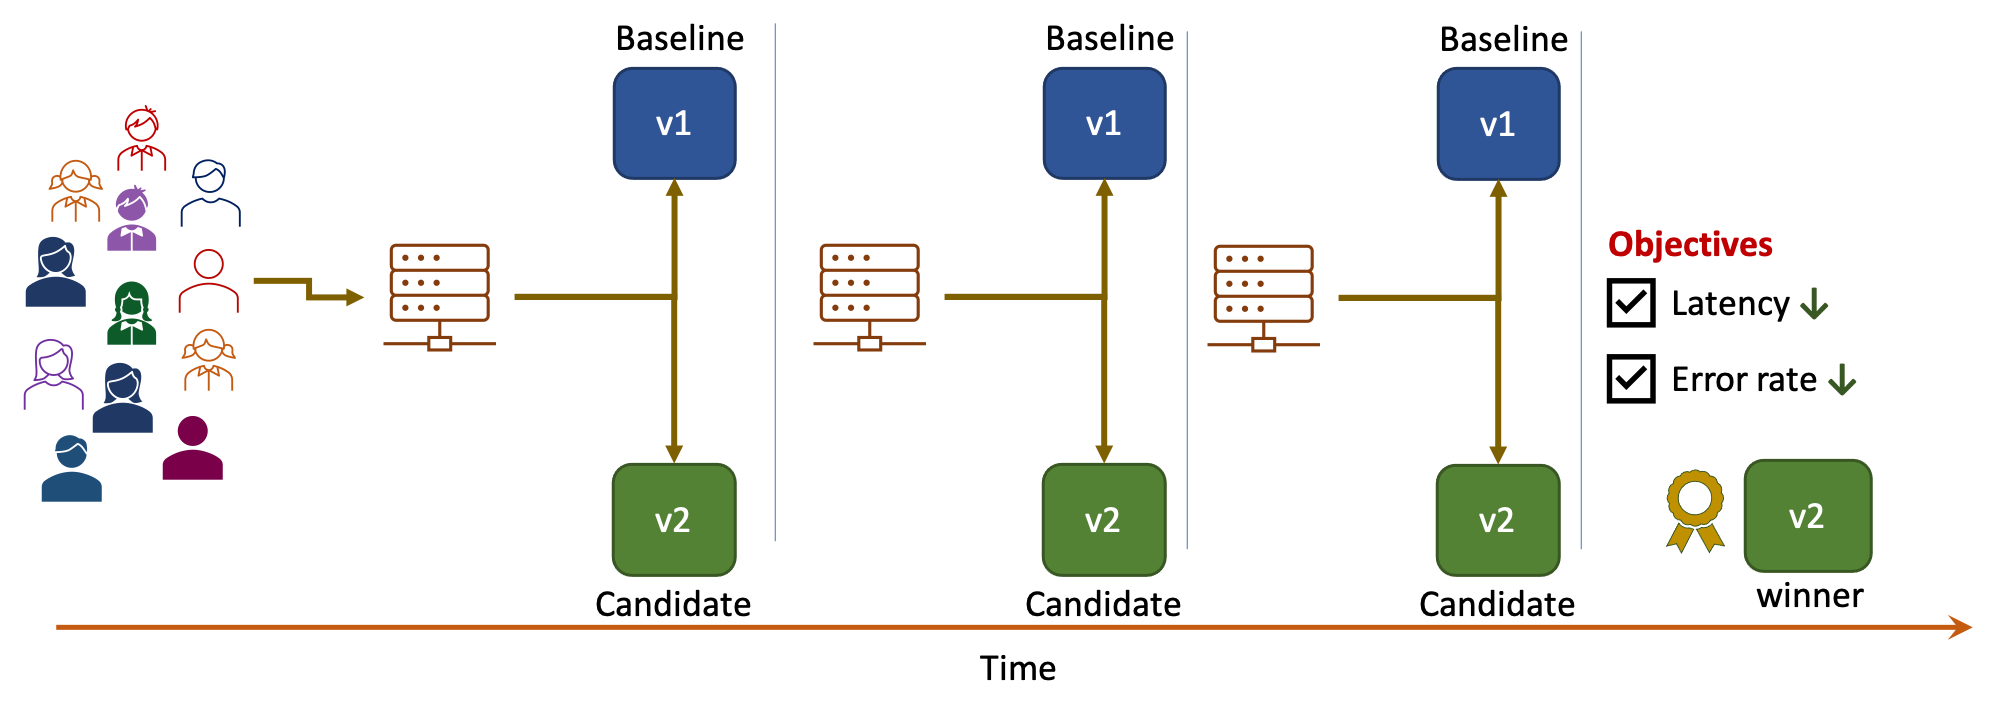 Baseline
v1
v2
Candidate
Baseline
v1
v2
Candidate
Baseline
v1
v2
Candidate
Objectives
Latency
Error rate
v2
winner
Time